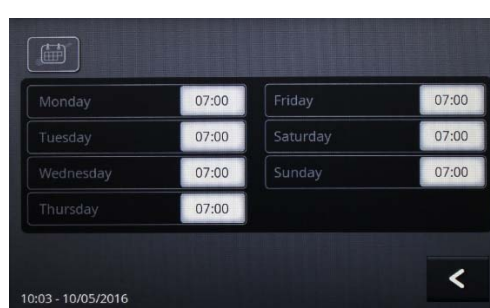 Monday 07:00
Tuesday 07:00
Wednesday 07:00
Thursday 07:00
Friday 07:00
Saturday 07:00
Sunday 07:00
10:03 - 10/05/2016